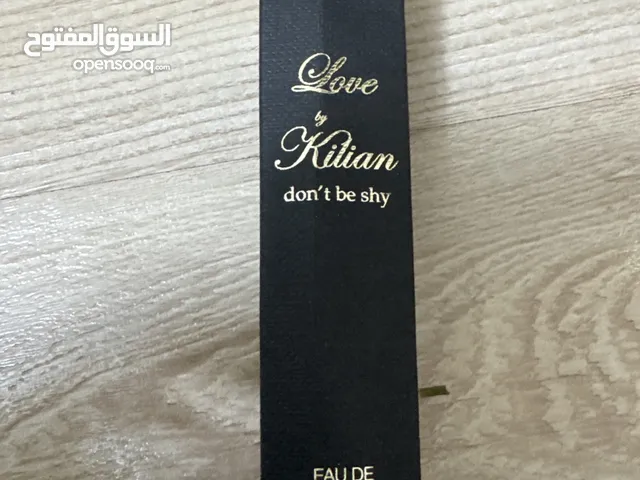 السوق المفتوح
opensooq.com
Love
by
Kilian
don't be shy
EAU DE